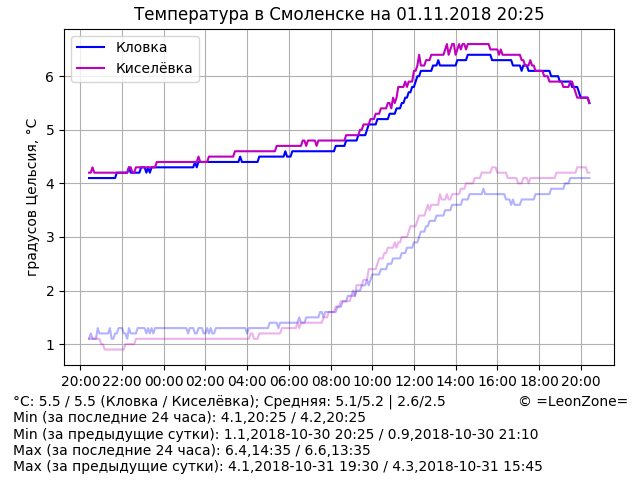 Температура в Смоленске на 01.11.2018 20:25
Кловка
Киселёвка
градусов Цельсия, °C
6
5
4
3
2
1
20:00 22:00 00:00 02:00 04:00 06:00 08:00 10:00 12:00 14:00 16:00 18:00 20:00
°C: 5.5 / 5.5 (Кловка / Киселёвка); Средняя: 5.1/5.2 | 2.6/2.5 © =LeonZone=
Min (за последние 24 часа): 4.1,20:25 / 4.2,20:25
Min (за предыдущие сутки): 1.1,2018-10-30 20:25 / 0.9,2018-10-30 21:10
Max (за последние 24 часа): 6.4,14:35 / 6.6,13:35
Max (за предыдущие сутки): 4.1,2018-10-31 19:30 / 4.3,2018-10-31 15:45